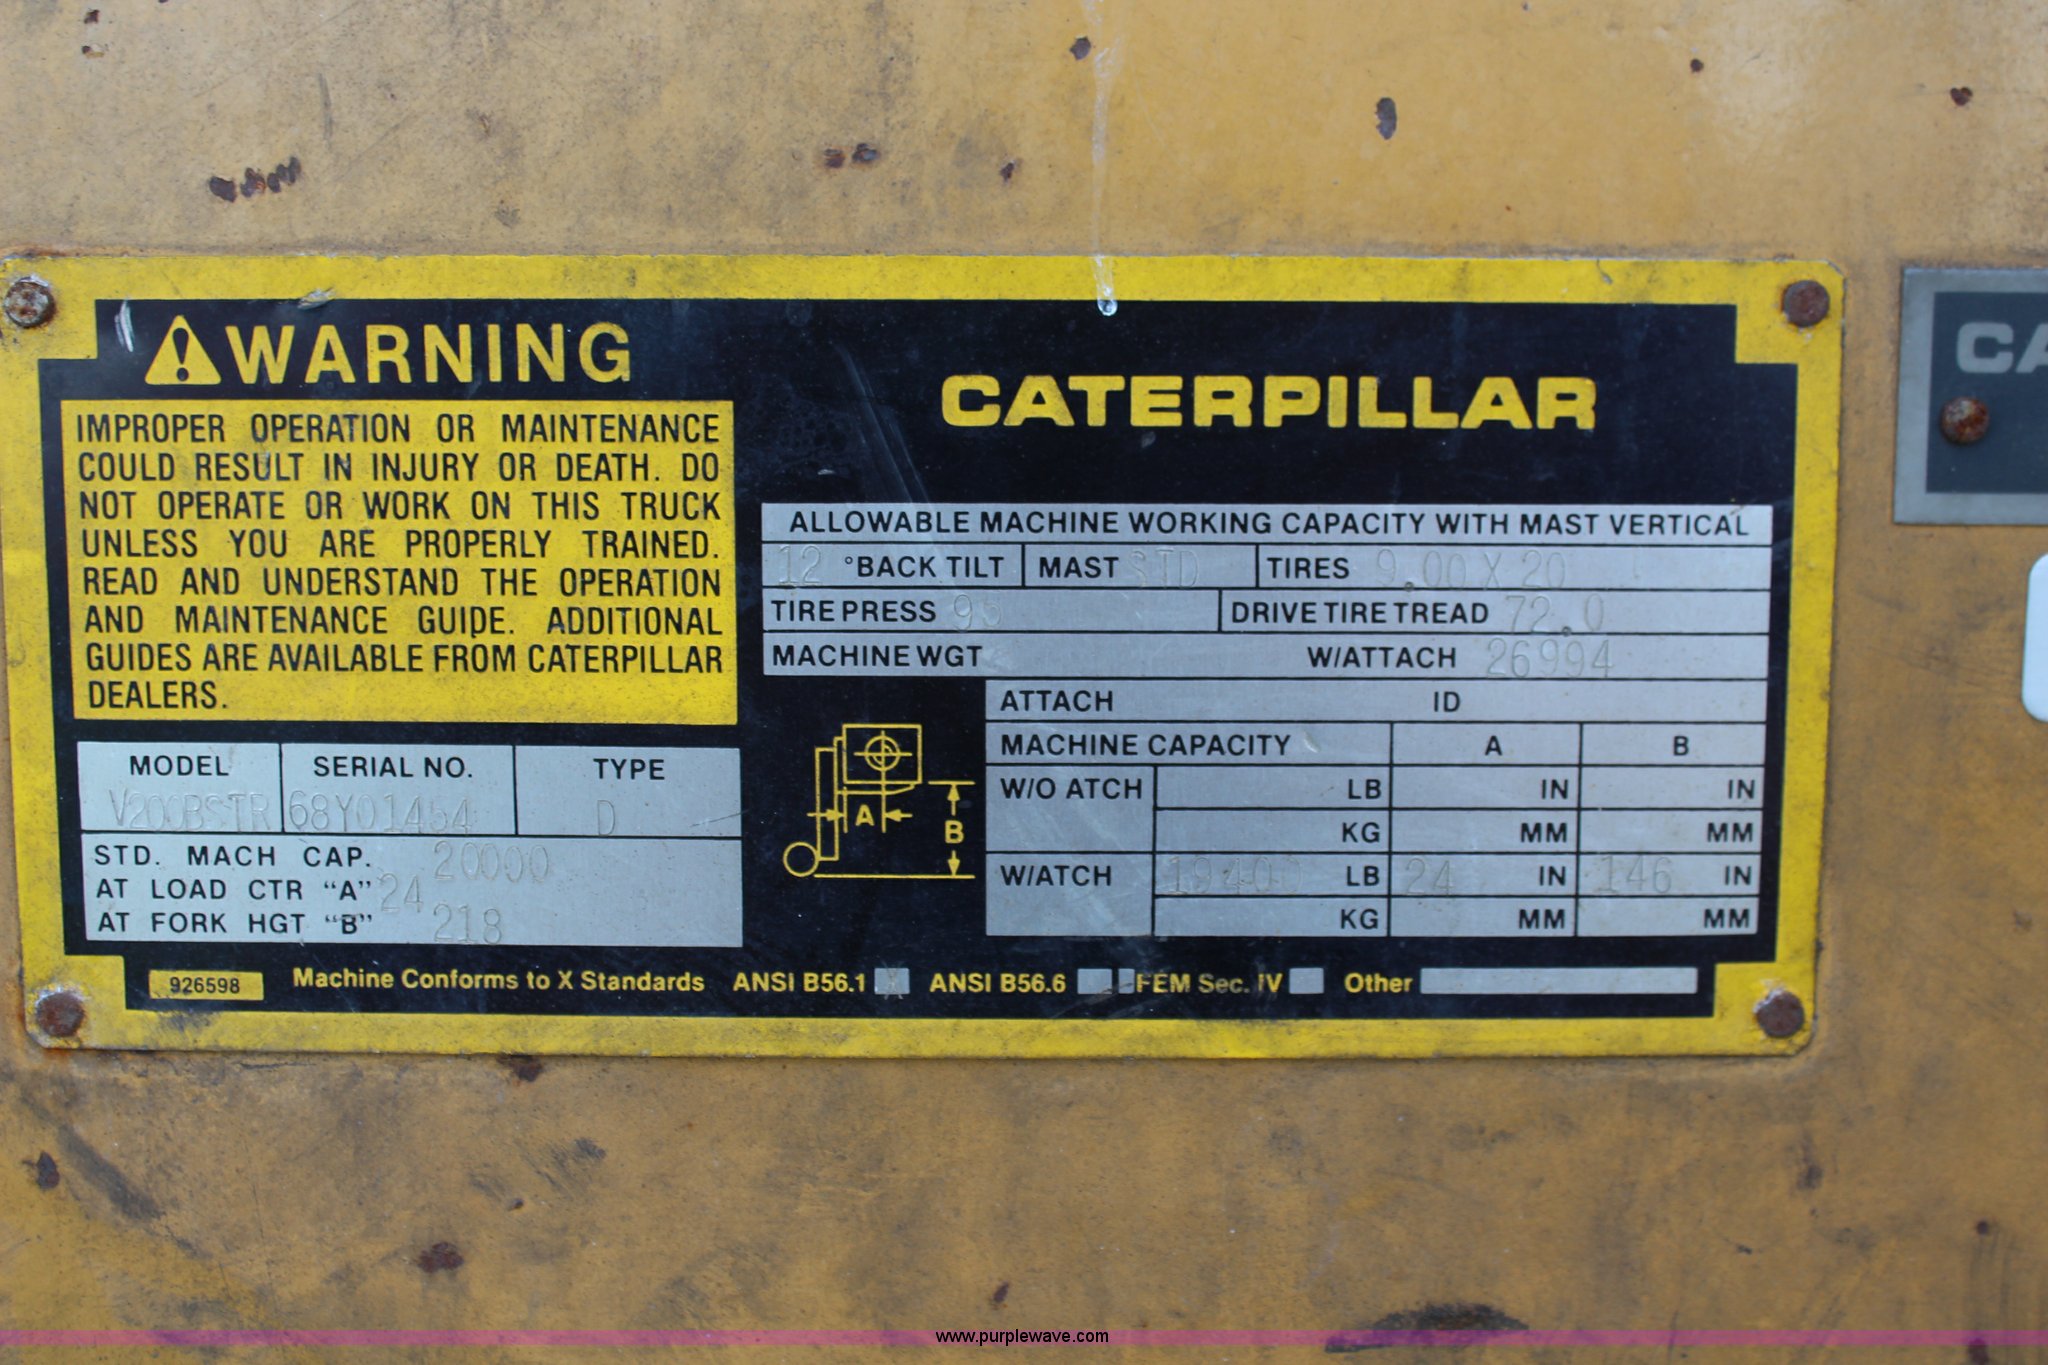 WARNING
IMPROPER OPERATION OR MAINTENANCE
COULD RESULT IN INJURY OR DEATH. DO
NOT OPERATE OR WORK ON THIS TRUCK
UNLESS YOU ARE PROPERLY TRAINED.
READ AND UNDERSTAND THE OPERATION
AND MAINTENANCE GUIDE. ADDITIONAL
GUIDES ARE AVAILABLE FROM CATERPILLAR
DEALERS.
MODEL SERIAL NO. TYPE
V200BSTR 68Y01454 D
STD. MACH CAP. 20000
AT LOAD CTR "A" 24
AT FORK HGT "B" 218
CATERPILLAR
ALLOWABLE MACHINE WORKING CAPACITY WITH MAST VERTICAL
12 °BACK TILT MAST STD TIRES 9.00 X 20
TIRE PRESS 95 DRIVE TIRE TREAD 72.0
MACHINE WGT W/ATTACH 26994
ATTACH ID
MACHINE CAPACITY A B
W/O ATCH LB IN IN
KG MM MM
W/ATCH 19400 LB 24 IN 146 IN
KG MM MM
A
B
926598 Machine Conforms to X Standards ANSI B56.1 X ANSI B56.6 FEM Sec. IV Other
CA
www.purplewave.com